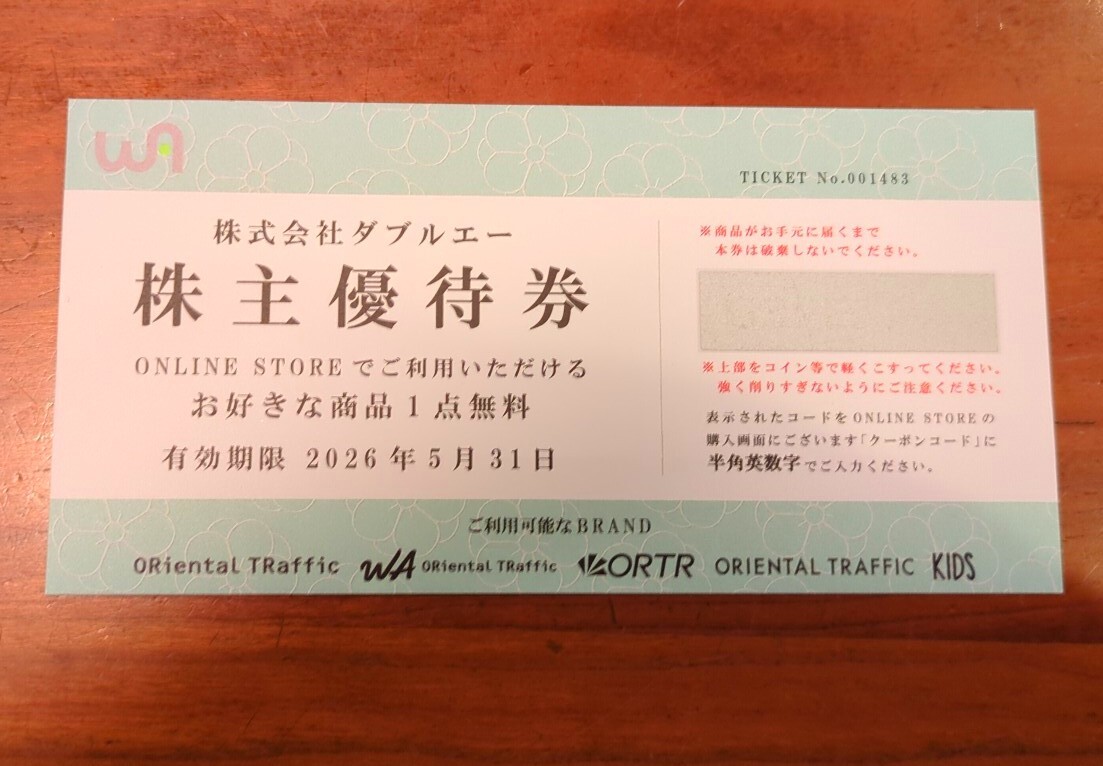 WA
TICKET No.001483
株式会社ダブルエー
株主優待券
ONLINE STOREでご利用いただける
お好きな商品1点無料
有効期限 2026年5月31日
※商品がお手元に届くまで
本券は破棄しないでください。
※上部をコイン等で軽くこすってください。
強く削りすぎないようにご注意ください。
表示されたコードをONLINE STOREの
購入画面にございます「クーポンコード」に
半角英数字でご入力ください。
ご利用可能なBRAND
ORiental TRaffic WA ORiental TRaffic ORTR ORIENTAL TRAFFIC KIDS